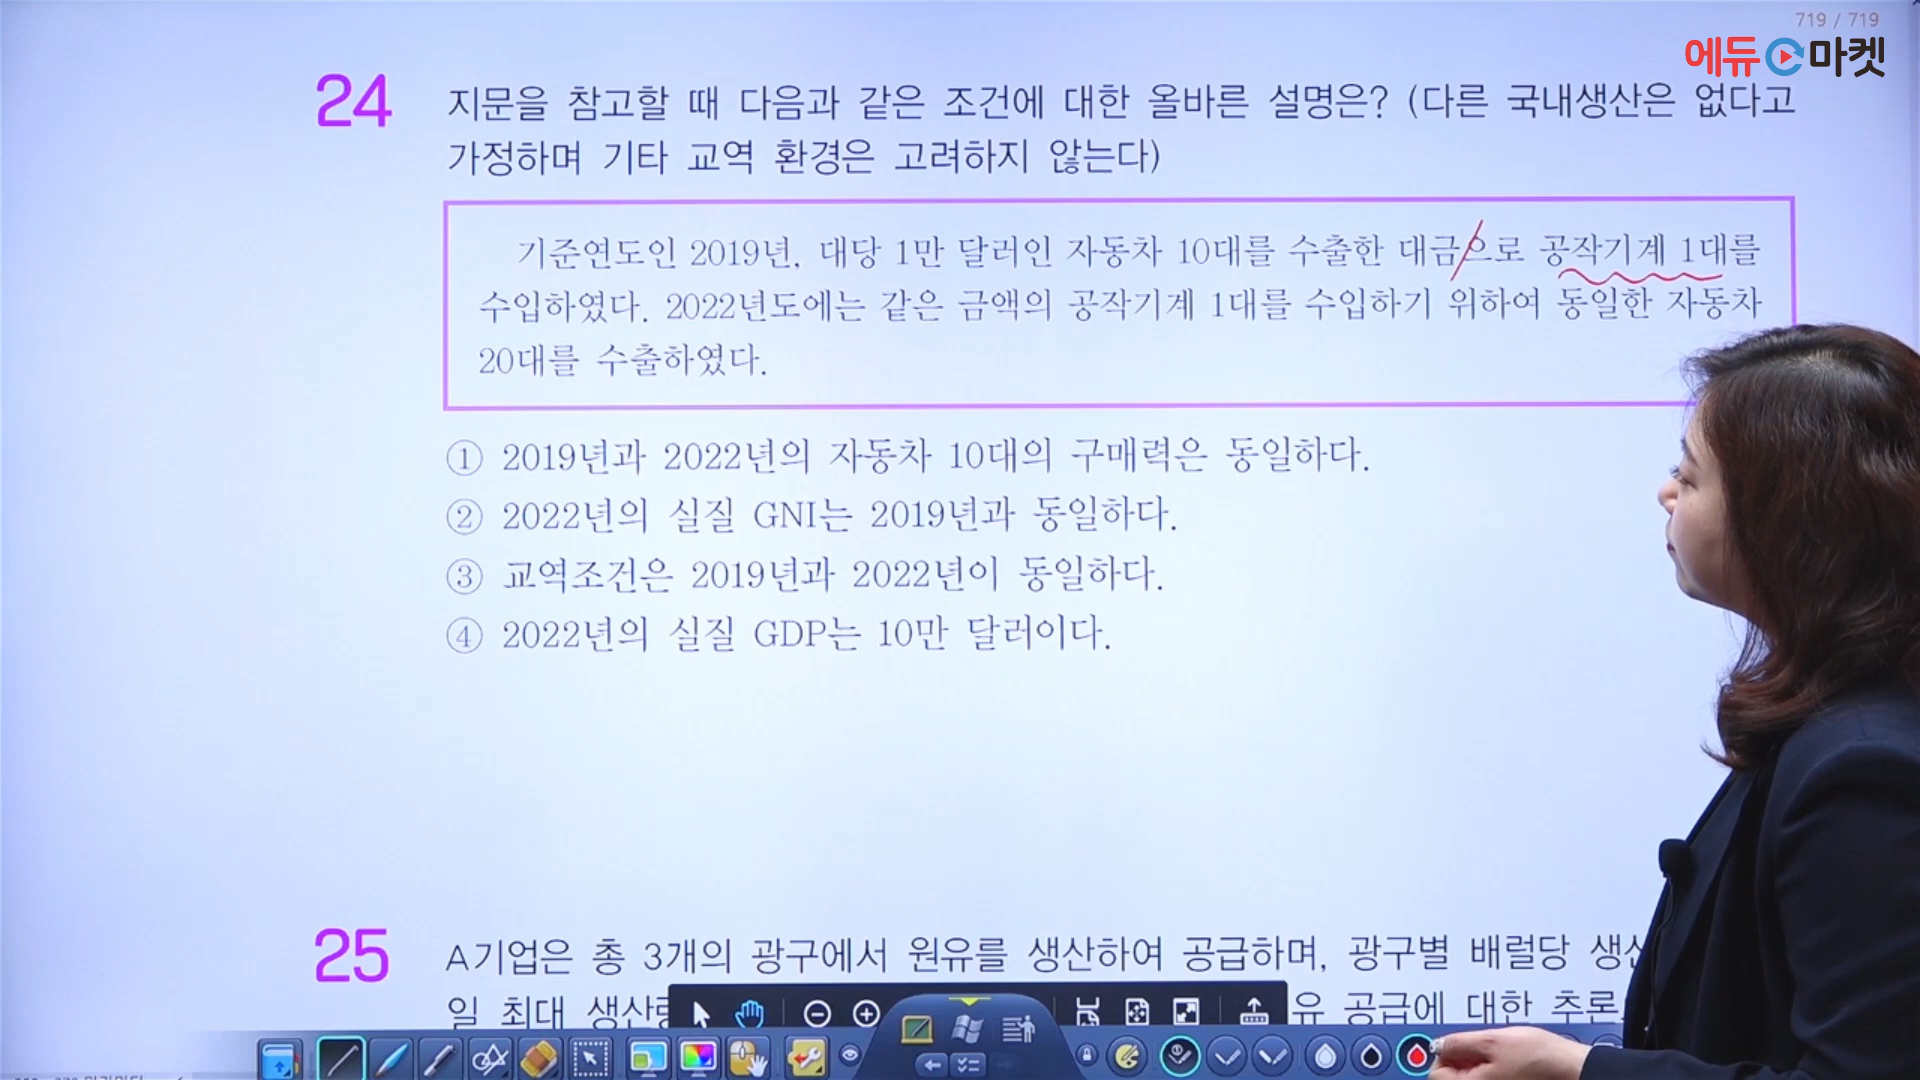 719 / 719
에듀 마켓
24 지문을 참고할 때 다음과 같은 조건에 대한 올바른 설명은? (다른 국내생산은 없다고
가정하며 기타 교역 환경은 고려하지 않는다)
기준연도인 2019년, 대당 1만 달러인 자동차 10대를 수출한 대금으로 공작기계 1대를
수입하였다. 2022년도에는 같은 금액의 공작기계 1대를 수입하기 위하여 동일한 자동차
20대를 수출하였다.
① 2019년과 2022년의 자동차 10대의 구매력은 동일하다.
② 2022년의 실질 GNI는 2019년과 동일하다.
③ 교역조건은 2019년과 2022년이 동일하다.
④ 2022년의 실질 GDP는 10만 달러이다.
25 A기업은 총 3개의 광구에서 원유를 생산하여 공급하며, 광구별 배럴당
일 최대 유 공급에 대한